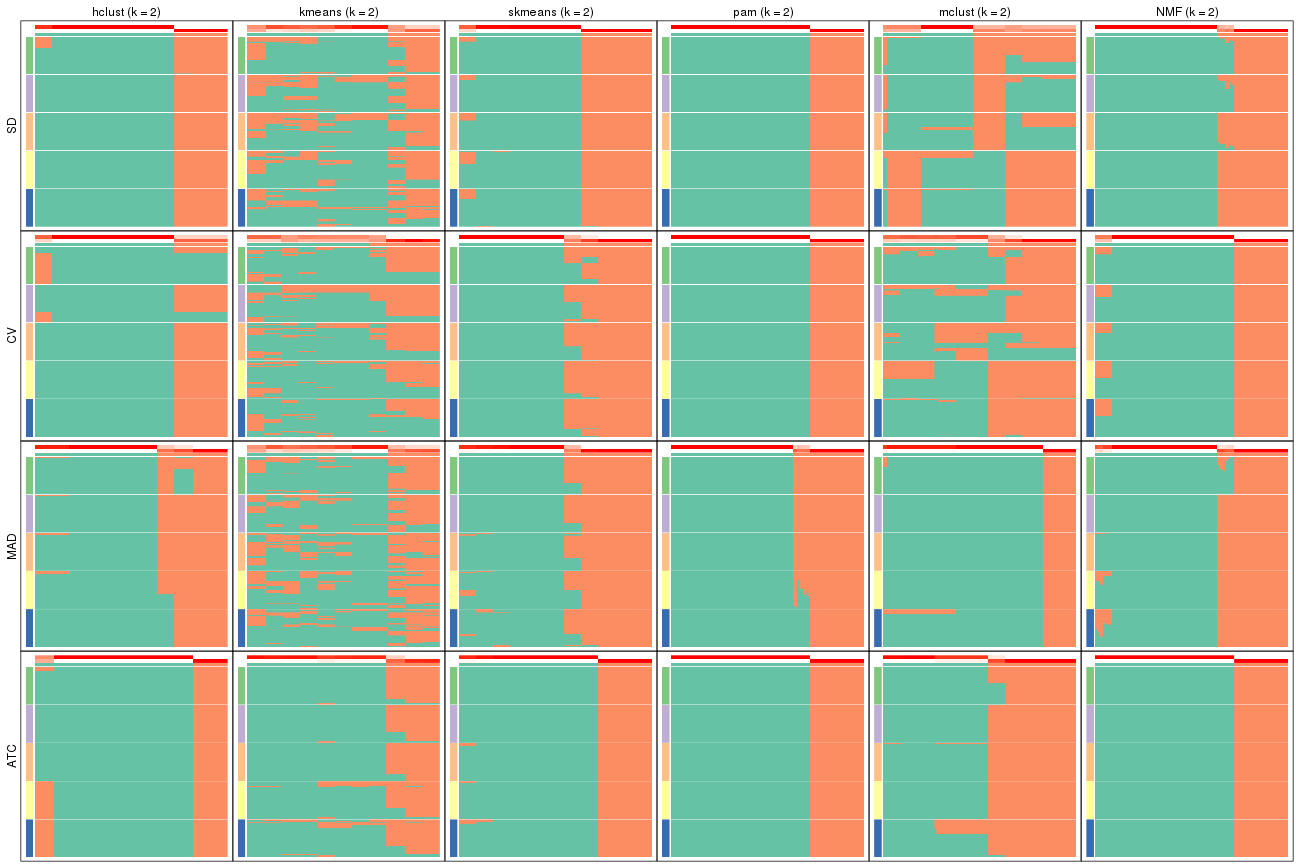 hclust (k = 2)
kmeans (k = 2)
skmeans (k = 2)
pam (k = 2)
mclust (k = 2)
NMF (k = 2)
SD
CV
MAD
ATC